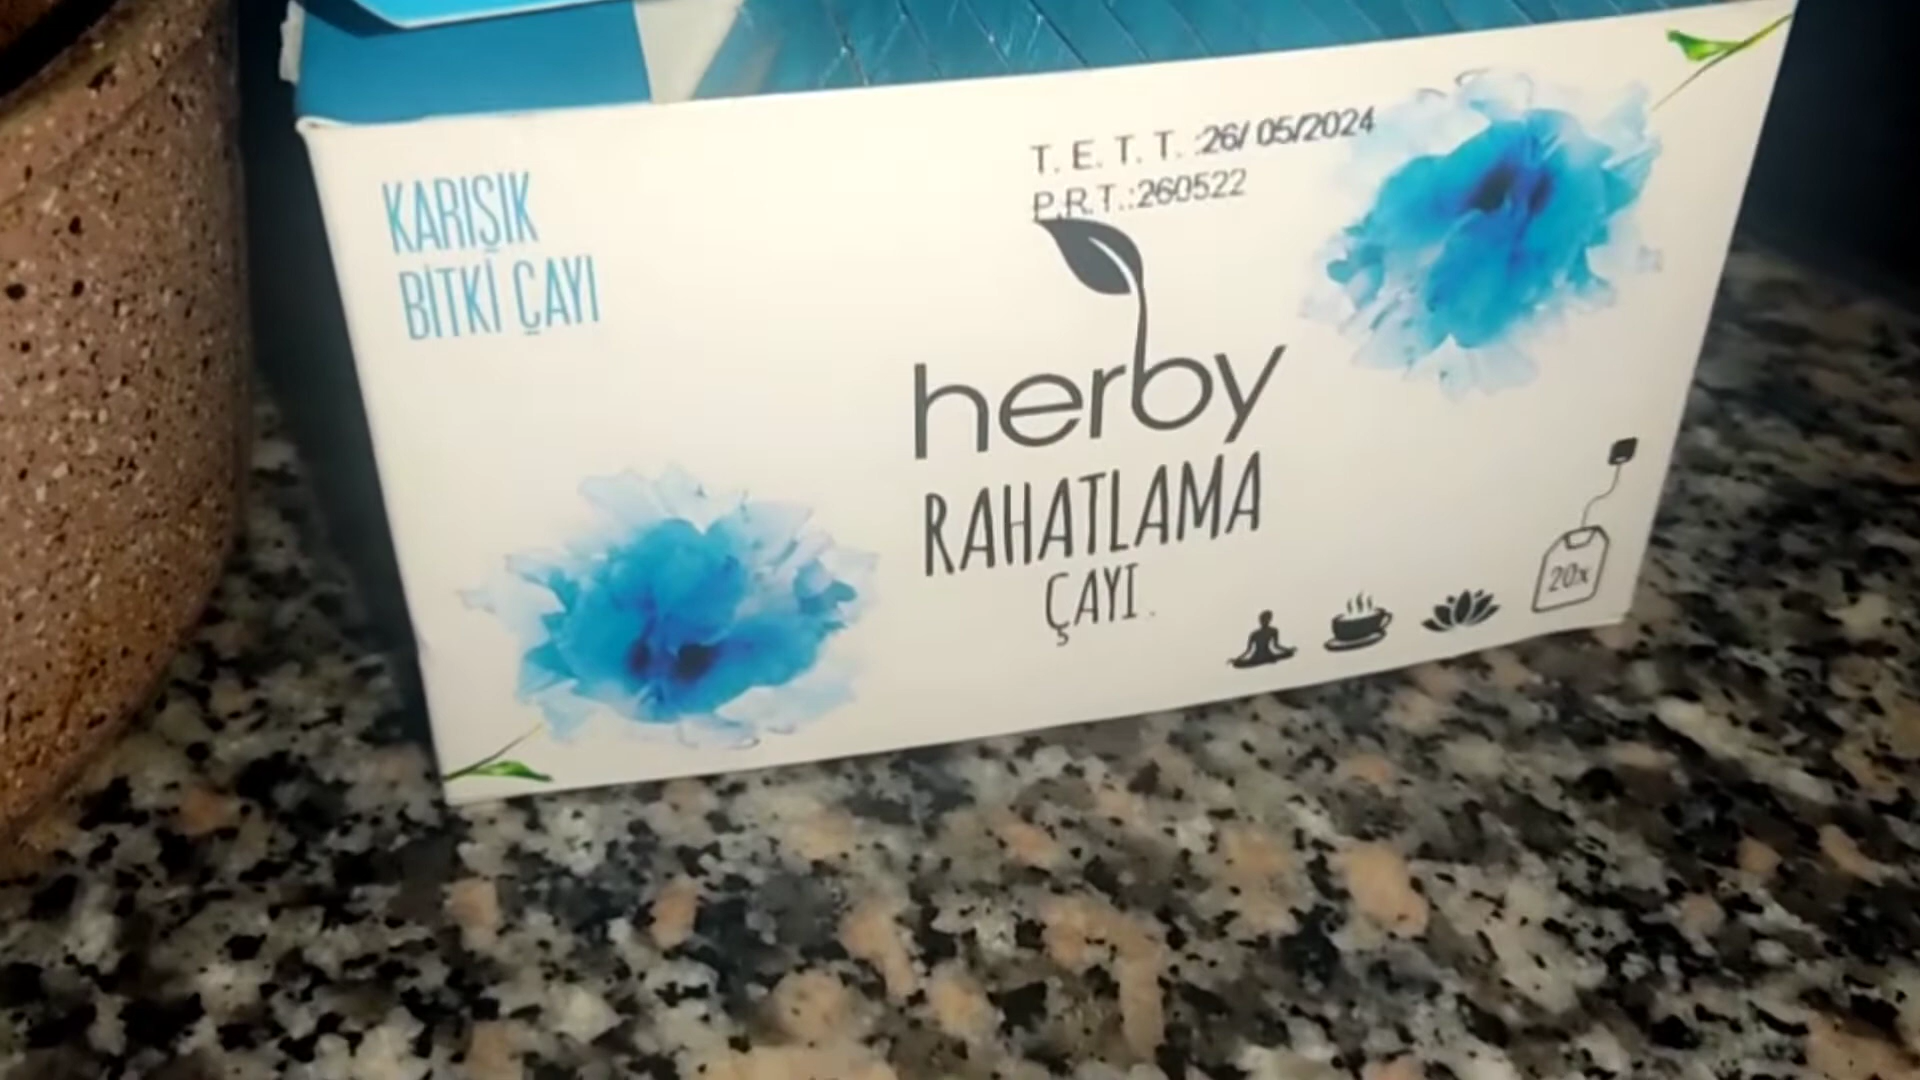 KARIŞIK
BİTKİ ÇAYI
T. E. T. T. :26/ 05/2024
P.R.T.:260522
herby
RAHATLAMA
ÇAYI
20x